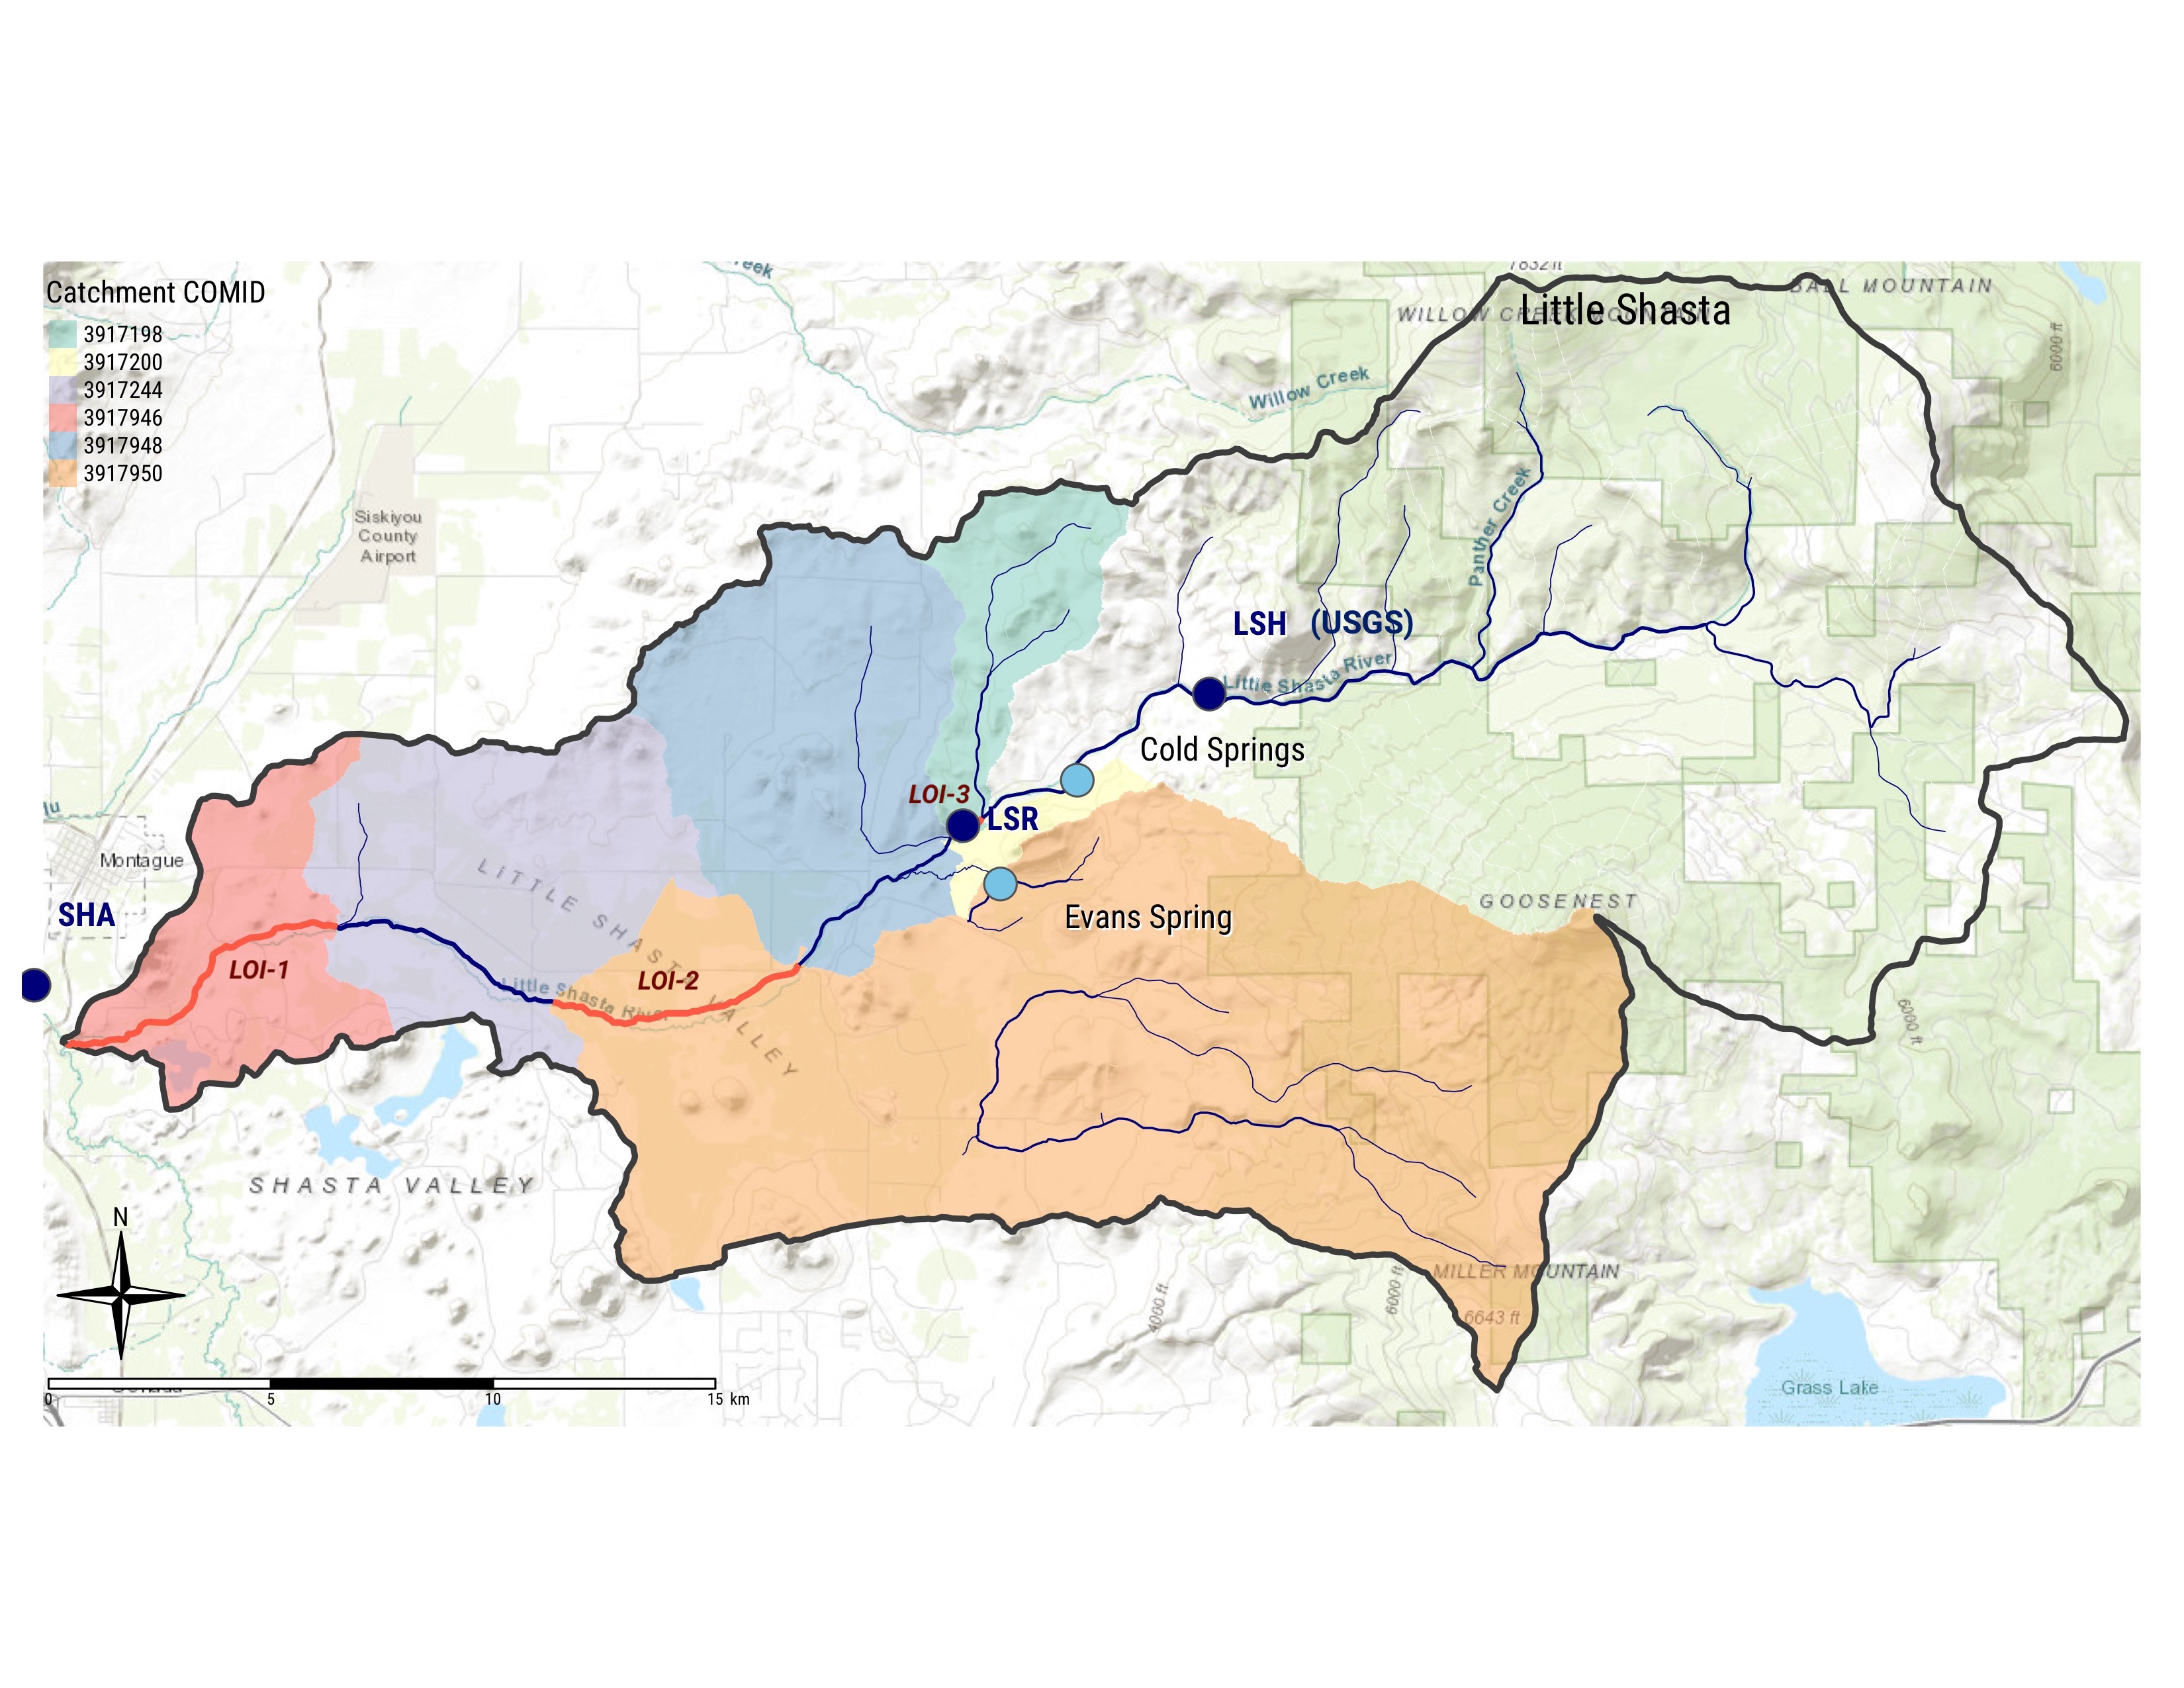 Catchment COMID
3917198
3917200
3917244
3917946
3917948
3917950
7832 ft
BALL MOUNTAIN
WILLOW CREEK MOUNTAIN
Little Shasta
6000 ft
Willow Creek
Panther Creek
Siskiyou
County
Airport
LSH (USGS)
Little Shasta River
Cold Springs
LOI-3
LSR
Montague
LITTLE SHASTA VALLEY
GOOSENEST
SHA
Evans Spring
LOI-1
LOI-2
Little Shasta River
6000 ft
SHASTA VALLEY
N
MILLER MOUNTAIN
6643 ft
4000 ft
6000 ft
Grass Lake
0 5 10 15 km